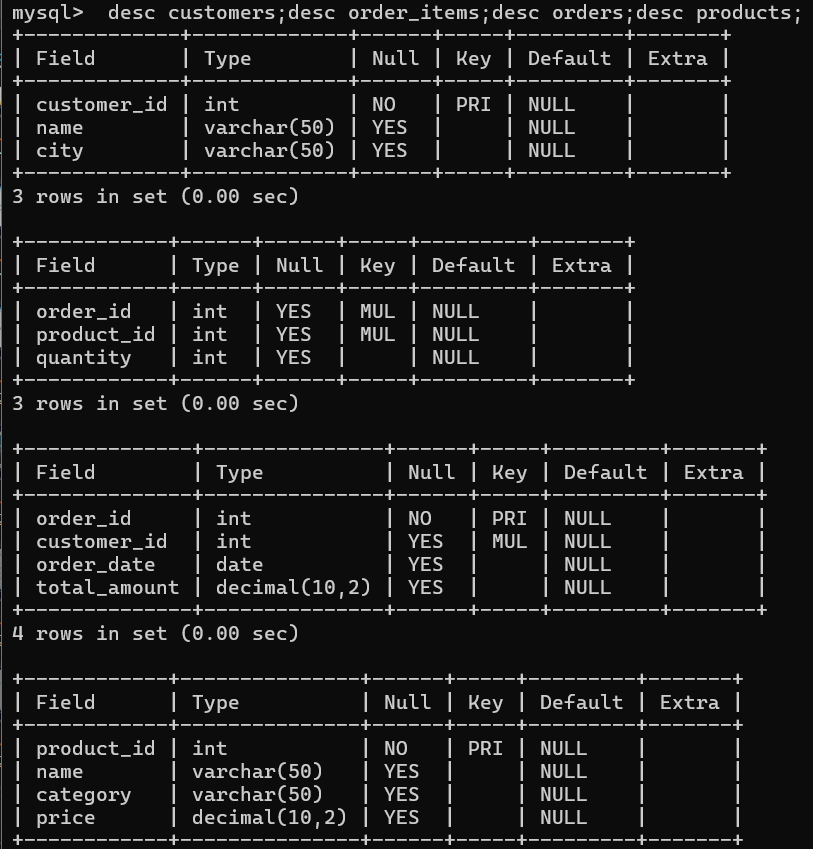 mysql>  desc customers;desc order_items;desc orders;desc products;
+-------------+-------------+------+-----+---------+-------+
| Field       | Type        | Null | Key | Default | Extra |
+-------------+-------------+------+-----+---------+-------+
| customer_id | int         | NO   | PRI | NULL    |       |
| name        | varchar(50) | YES  |     | NULL    |       |
| city        | varchar(50) | YES  |     | NULL    |       |
+-------------+-------------+------+-----+---------+-------+
3 rows in set (0.00 sec)

+------------+------+------+-----+---------+-------+
| Field      | Type | Null | Key | Default | Extra |
+------------+------+------+-----+---------+-------+
| order_id   | int  | YES  | MUL | NULL    |       |
| product_id | int  | YES  | MUL | NULL    |       |
| quantity   | int  | YES  |     | NULL    |       |
+------------+------+------+-----+---------+-------+
3 rows in set (0.00 sec)

+--------------+---------------+------+-----+---------+-------+
| Field        | Type          | Null | Key | Default | Extra |
+--------------+---------------+------+-----+---------+-------+
| order_id     | int           | NO   | PRI | NULL    |       |
| customer_id  | int           | YES  | MUL | NULL    |       |
| order_date   | date          | YES  |     | NULL    |       |
| total_amount | decimal(10,2) | YES  |     | NULL    |       |
+--------------+---------------+------+-----+---------+-------+
4 rows in set (0.00 sec)

+------------+---------------+------+-----+---------+-------+
| Field      | Type          | Null | Key | Default | Extra |
+------------+---------------+------+-----+---------+-------+
| product_id | int           | NO   | PRI | NULL    |       |
| name       | varchar(50)   | YES  |     | NULL    |       |
| category   | varchar(50)   | YES  |     | NULL    |       |
| price      | decimal(10,2) | YES  |     | NULL    |       |
+------------+---------------+------+-----+---------+-------+